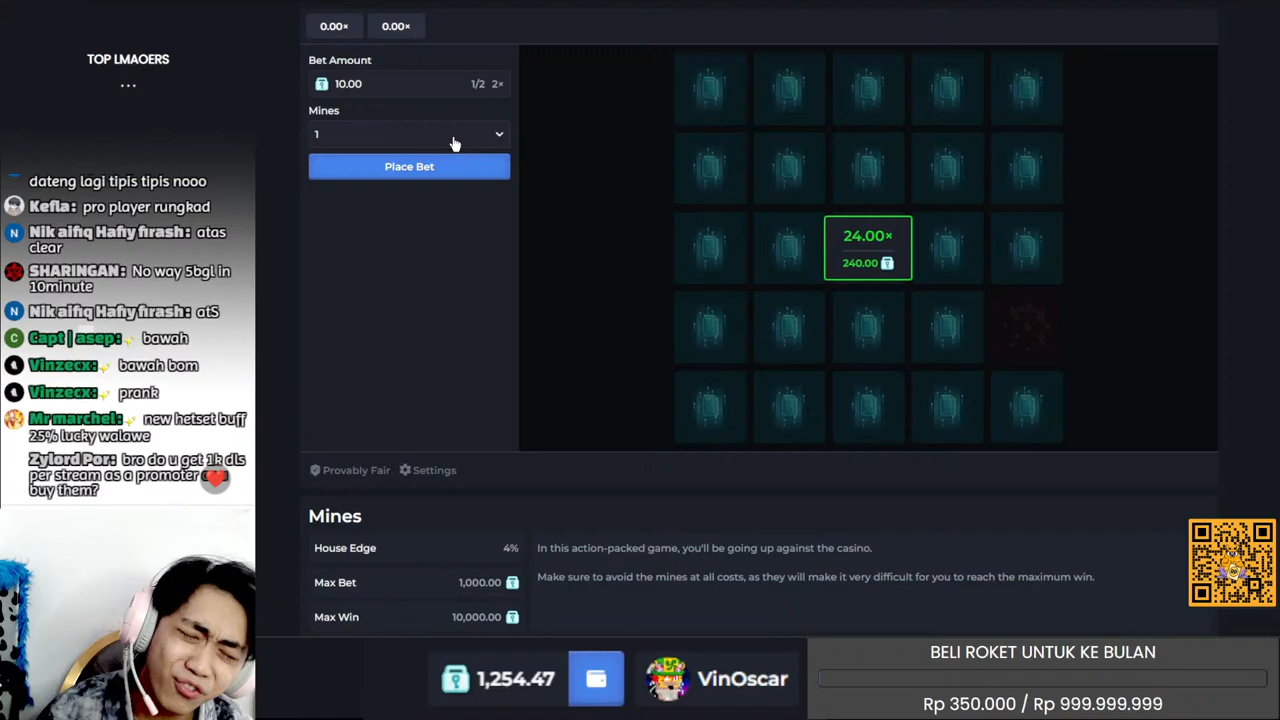 0.00×
0.00×
TOP LMAOERS
...
dateng lagi tipis tipis nooo
Kefla: pro player rungkad
N Nik afiq Hafiy firash: atas
clear
SHARINGAN: No way 5bgl in
10minute
N Nik afiq Hafiy firash: atS
C Capt | asep: bawah
Vinzecx: bawah bom
Vinzecx: prank
Mr marchel: new hetset buff
25% lucky walawe
Zylord Por: bro do u get 1k dls
per stream as a promoter
buy them?
Bet Amount
10.00
1/2 2×
Mines
1
Place Bet
24.00×
240.00
Provably Fair
Settings
Mines
House Edge
4%
Max Bet
1,000.00
Max Win
10,000.00
In this action-packed game, you'll be going up against the casino.
Make sure to avoid the mines at all costs, as they will make it very difficult for you to reach the maximum win.
1,254.47
VinOscar
BELI ROKET UNTUK KE BULAN
Rp 350.000 / Rp 999.999.999